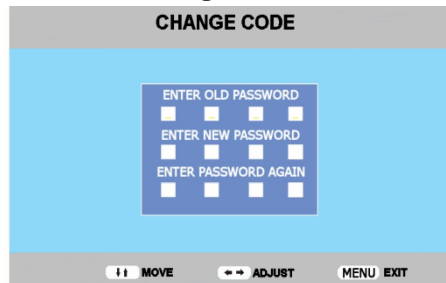 CHANGE CODE
ENTER OLD PASSWORD
ENTER NEW PASSWORD
ENTER PASSWORD AGAIN
MOVE ADJUST MENU EXIT